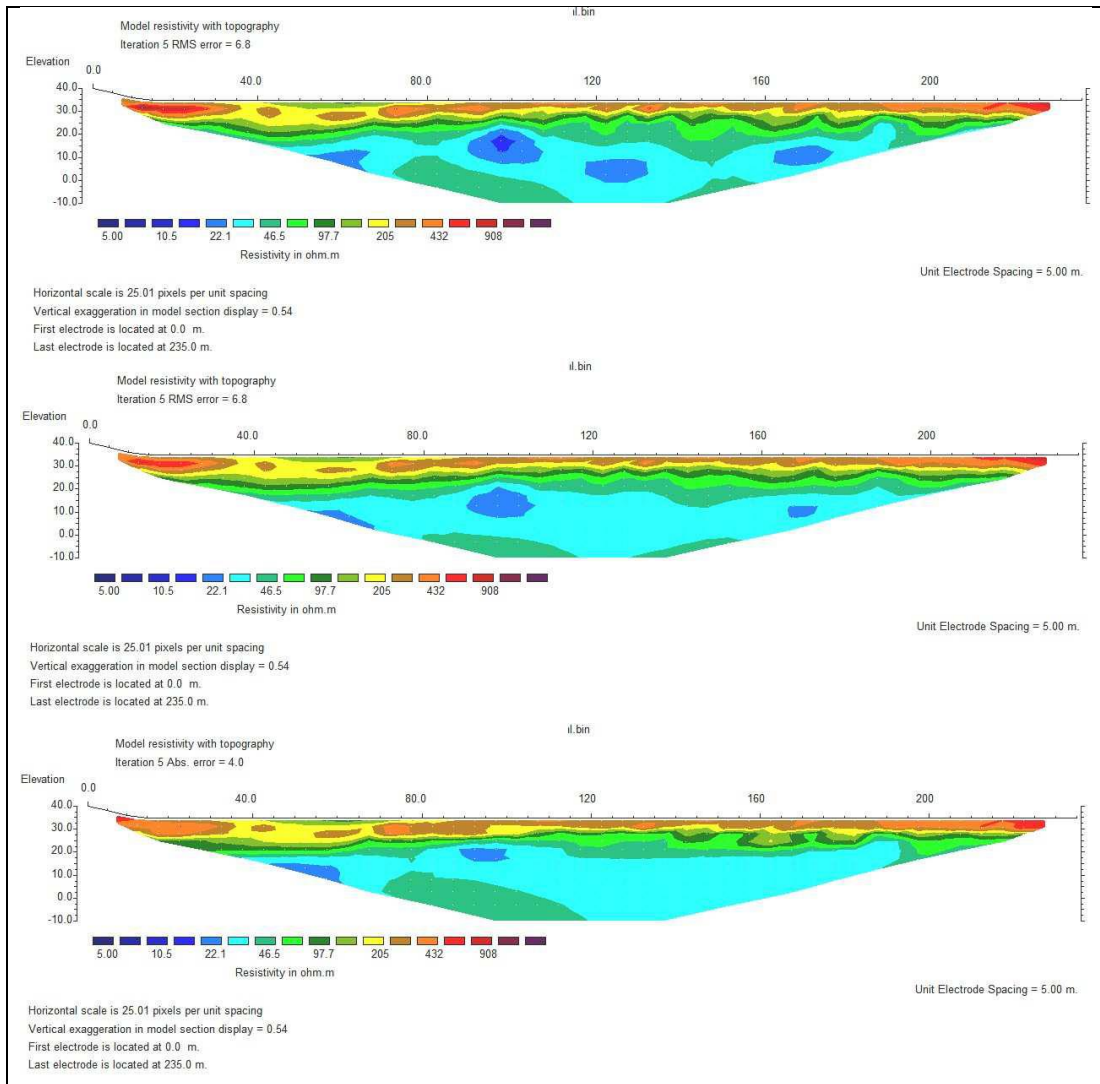 ıl.bin
Model resistivity with topography
Iteration 5 RMS error = 6.8
Elevation
0.0 40.0 80.0 120 160 200
40.0
30.0
20.0
10.0
0.0
-10.0
5.00 10.5 22.1 46.5 97.7 205 432 908
Resistivity in ohm.m
Unit Electrode Spacing = 5.00 m.
Horizontal scale is 25.01 pixels per unit spacing
Vertical exaggeration in model section display = 0.54
First electrode is located at 0.0 m.
Last electrode is located at 235.0 m.
ıl.bin
Model resistivity with topography
Iteration 5 RMS error = 6.8
Elevation
0.0 40.0 80.0 120 160 200
40.0
30.0
20.0
10.0
0.0
-10.0
5.00 10.5 22.1 46.5 97.7 205 432 908
Resistivity in ohm.m
Unit Electrode Spacing = 5.00 m.
Horizontal scale is 25.01 pixels per unit spacing
Vertical exaggeration in model section display = 0.54
First electrode is located at 0.0 m.
Last electrode is located at 235.0 m.
ıl.bin
Model resistivity with topography
Iteration 5 Abs. error = 4.0
Elevation
0.0 40.0 80.0 120 160 200
40.0
30.0
20.0
10.0
0.0
-10.0
5.00 10.5 22.1 46.5 97.7 205 432 908
Resistivity in ohm.m
Unit Electrode Spacing = 5.00 m.
Horizontal scale is 25.01 pixels per unit spacing
Vertical exaggeration in model section display = 0.54
First electrode is located at 0.0 m.
Last electrode is located at 235.0 m.